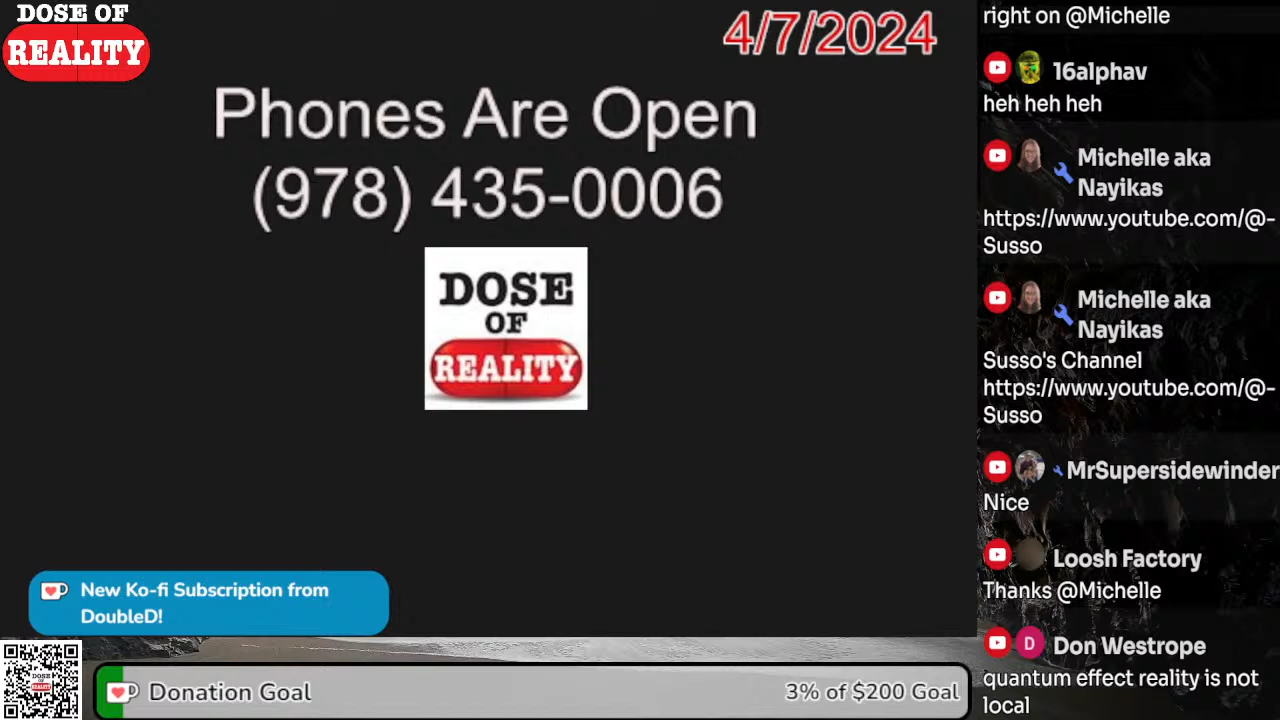 DOSE OF
REALITY
4/7/2024
Phones Are Open
(978) 435-0006
DOSE
OF
REALITY
New Ko-fi Subscription from
DoubleD!
DOSE
OF
REALITY
Donation Goal
3% of $200 Goal
right on @Michelle
16alphav
heh heh heh
Michelle aka
Nayikas
https://www.youtube.com/@-
Susso
Michelle aka
Nayikas
Susso's Channel
https://www.youtube.com/@-
Susso
MrSupersidewinder
Nice
Loosh Factory
Thanks @Michelle
D
Don Westrope
quantum effect reality is not
local